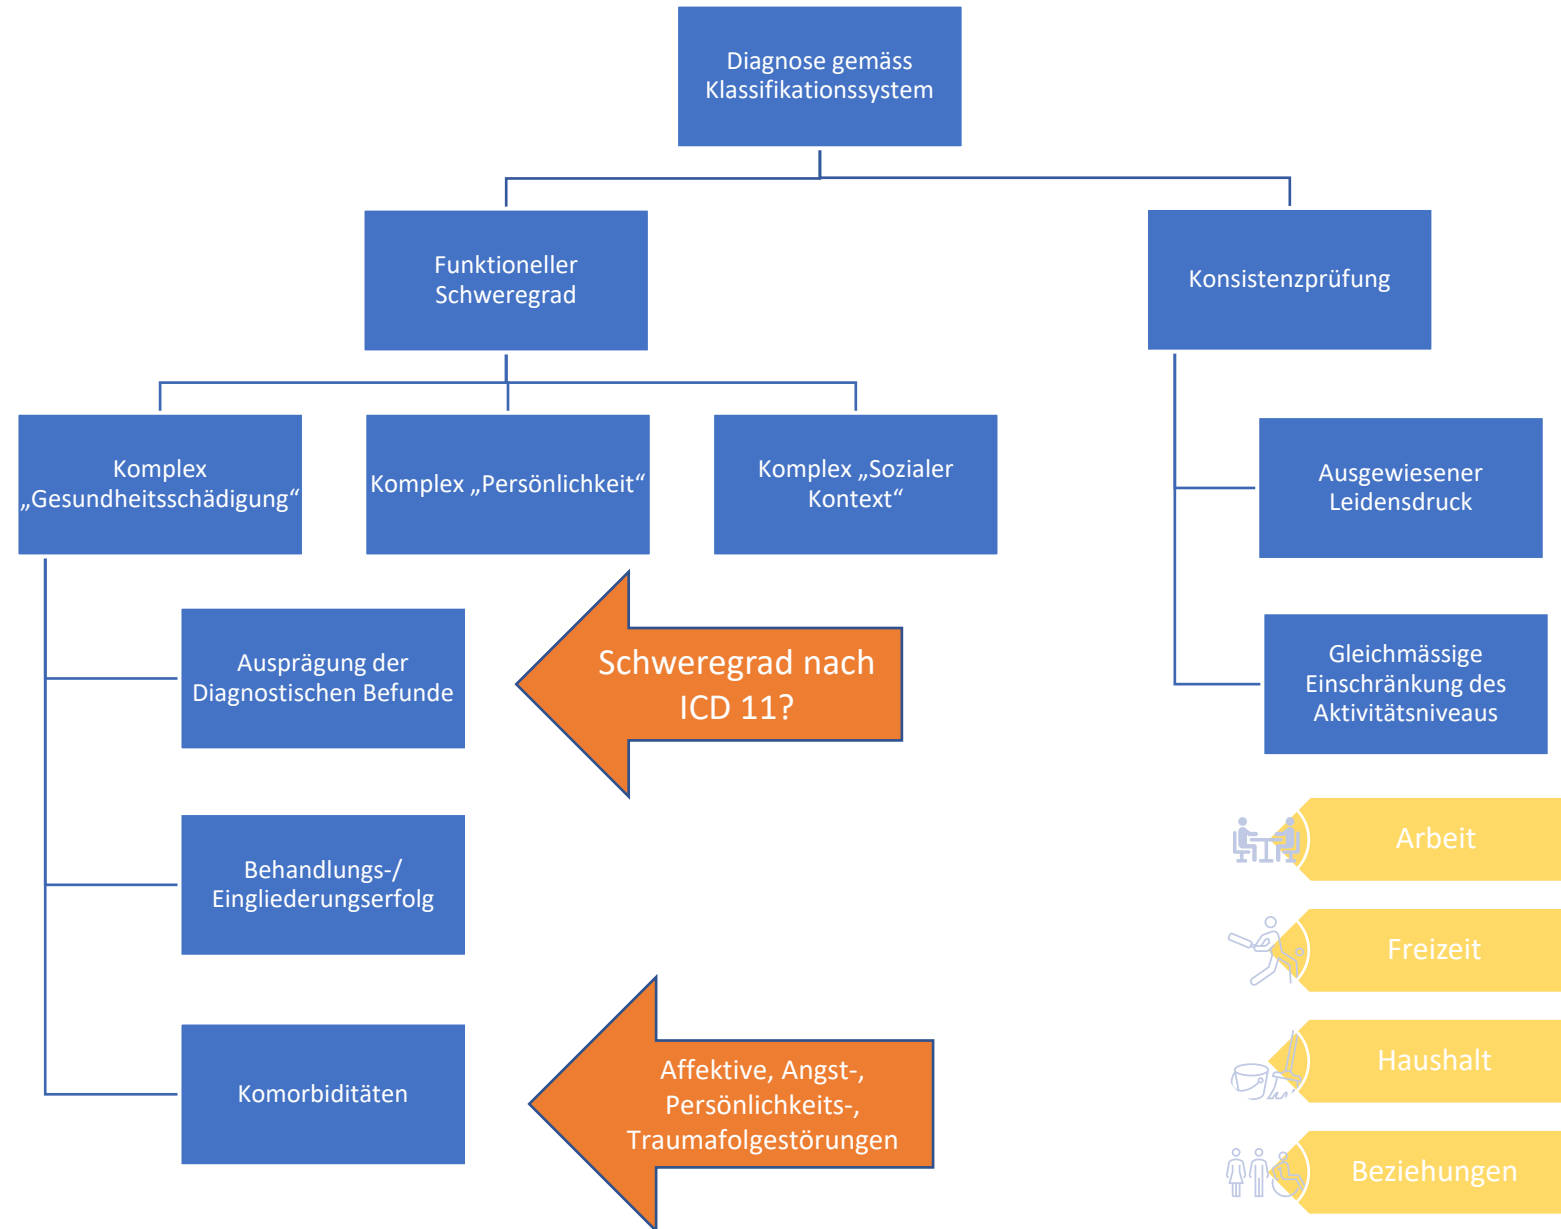 Diagnose gemäss
Klassifikationssystem
Funktioneller
Schweregrad
Konsistenzprüfung
Komplex
„Gesundheitsschädigung“
Komplex „Persönlichkeit“
Komplex „Sozialer
Kontext“
Ausgewiesener
Leidensdruck
Ausprägung der
Diagnostischen Befunde
Schweregrad nach
ICD 11?
Gleichmässige
Einschränkung des
Aktivitätsniveaus
Behandlungs-/
Eingliederungserfolg
Komorbiditäten
Affektive, Angst-,
Persönlichkeits-,
Traumafolgestörungen
Arbeit
Freizeit
Haushalt
Beziehungen